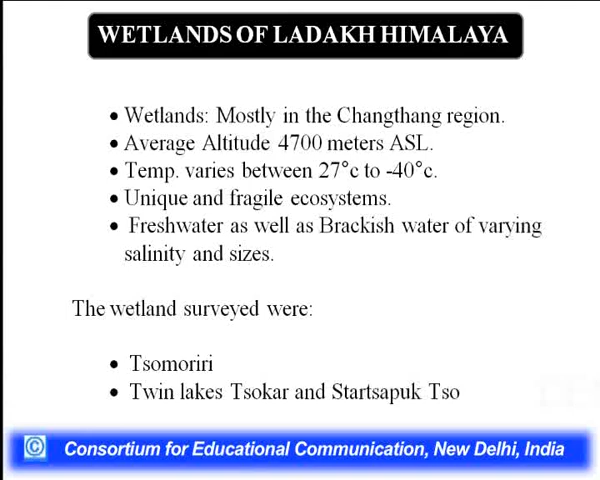 WETLANDS OF LADAKH HIMALAYA
• Wetlands: Mostly in the Changthang region.
• Average Altitude 4700 meters ASL.
• Temp. varies between 27°c to -40°c.
• Unique and fragile ecosystems.
• Freshwater as well as Brackish water of varying
salinity and sizes.
The wetland surveyed were:
• Tsomoriri
• Twin lakes Tsokar and Startsapuk Tso
© Consortium for Educational Communication, New Delhi, India